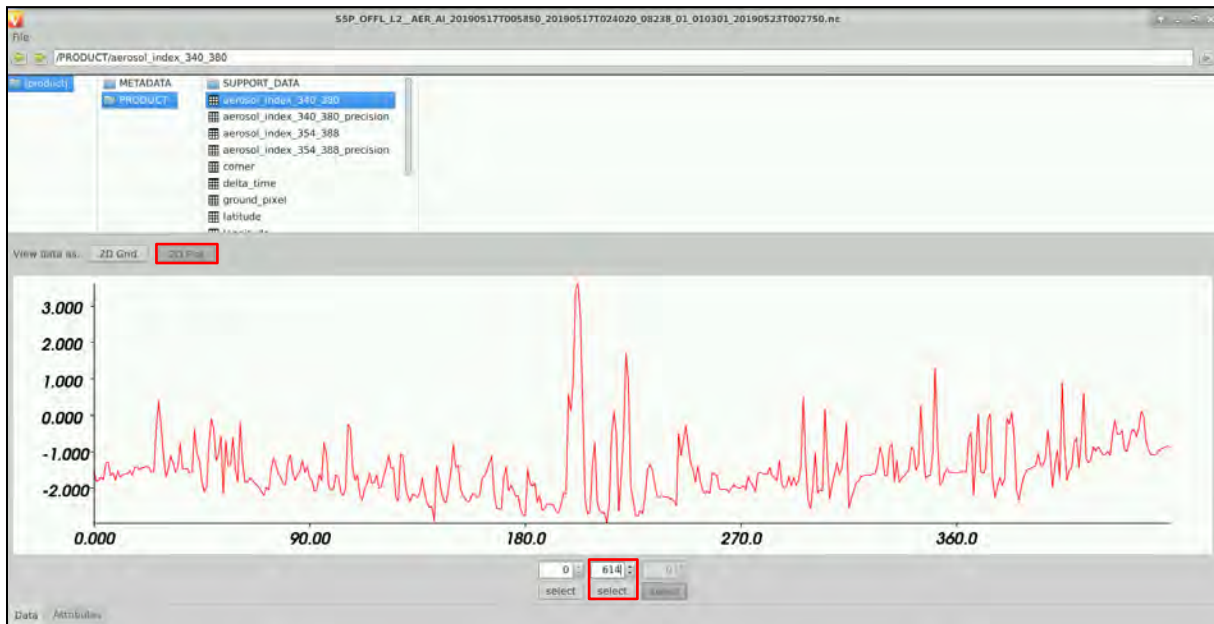 S5P_OFFL_L2__AER_AI_20190517T005850_20190517T024020_08238_01_010301_20190523T002750.nc
File
/PRODUCT/aerosol_index_340_380
(product)
METADATA
SUPPORT_DATA
PRODUCT
aerosol_index_340_380
aerosol_index_340_380_precision
aerosol_index_354_388
aerosol_index_354_388_precision
corner
delta_time
ground_pixel
latitude
View data as:
2D Grid
2D Plot
3.000
2.000
1.000
0.000
-1.000
-2.000
0.000
90.00
180.0
270.0
360.0
0
614
0
select
select
select
Data
Attributes